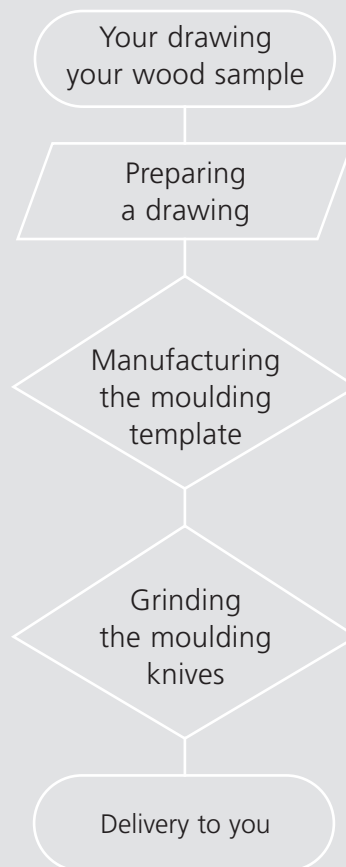 Your drawing
your wood sample
Preparing
a drawing
Manufacturing
the moulding
template
Grinding
the moulding
knives
Delivery to you